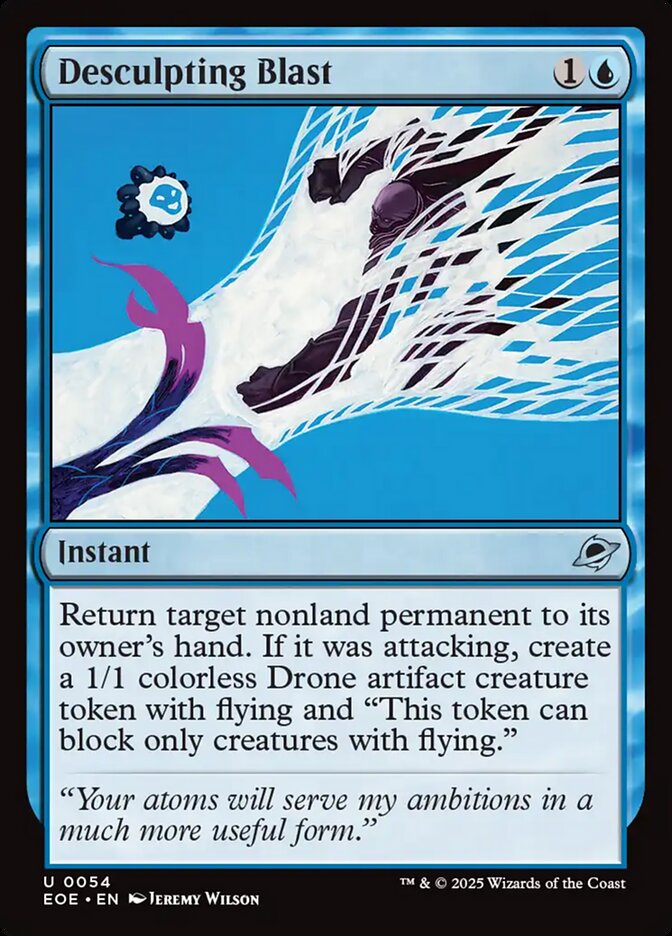 Desculpting Blast 1
Instant
Return target nonland permanent to its
owner's hand. If it was attacking, create
a 1/1 colorless Drone artifact creature
token with flying and “This token can
block only creatures with flying.”
“Your atoms will serve my ambitions in a
much more useful form.”
U 0054
EOE • EN Jeremy Wilson
™ & © 2025 Wizards of the Coast